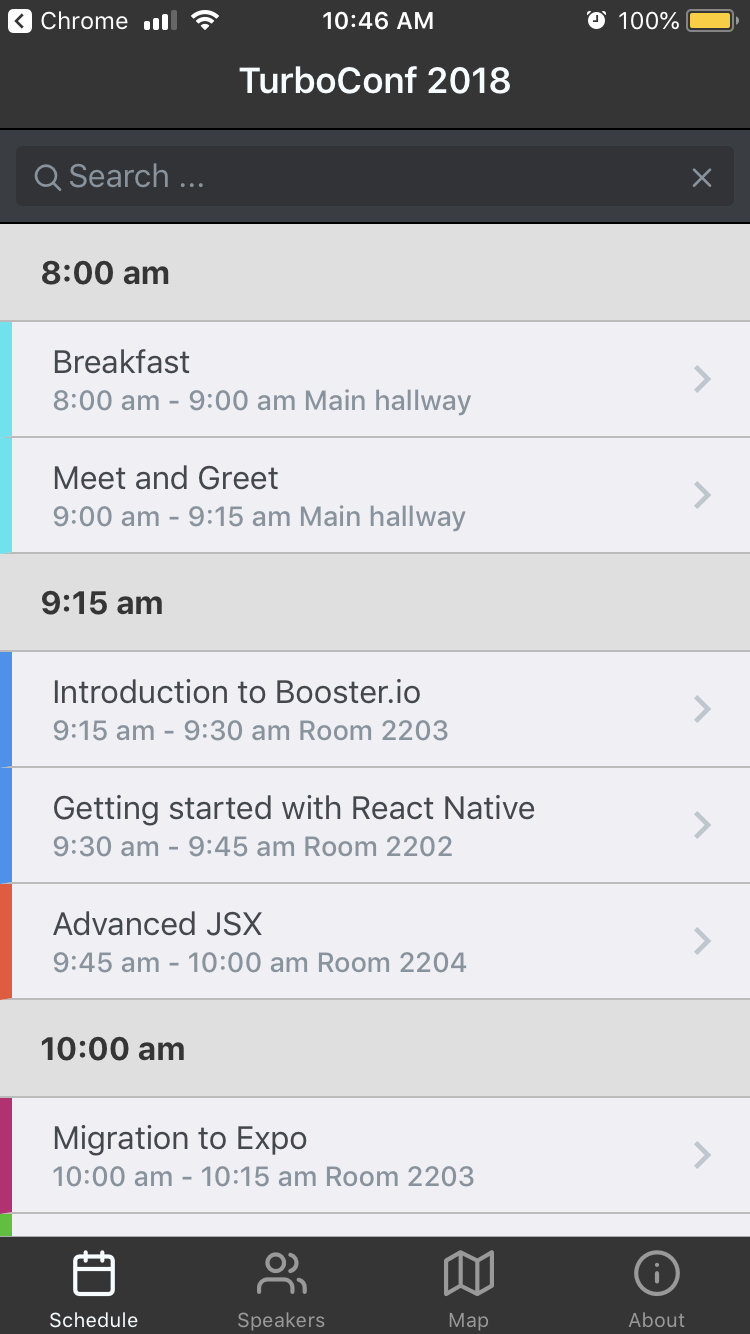 Chrome 10:46 AM 100%
TurboConf 2018
Search ...
8:00 am
Breakfast
8:00 am - 9:00 am Main hallway
Meet and Greet
9:00 am - 9:15 am Main hallway
9:15 am
Introduction to Booster.io
9:15 am - 9:30 am Room 2203
Getting started with React Native
9:30 am - 9:45 am Room 2202
Advanced JSX
9:45 am - 10:00 am Room 2204
10:00 am
Migration to Expo
10:00 am - 10:15 am Room 2203
Schedule Speakers Map About